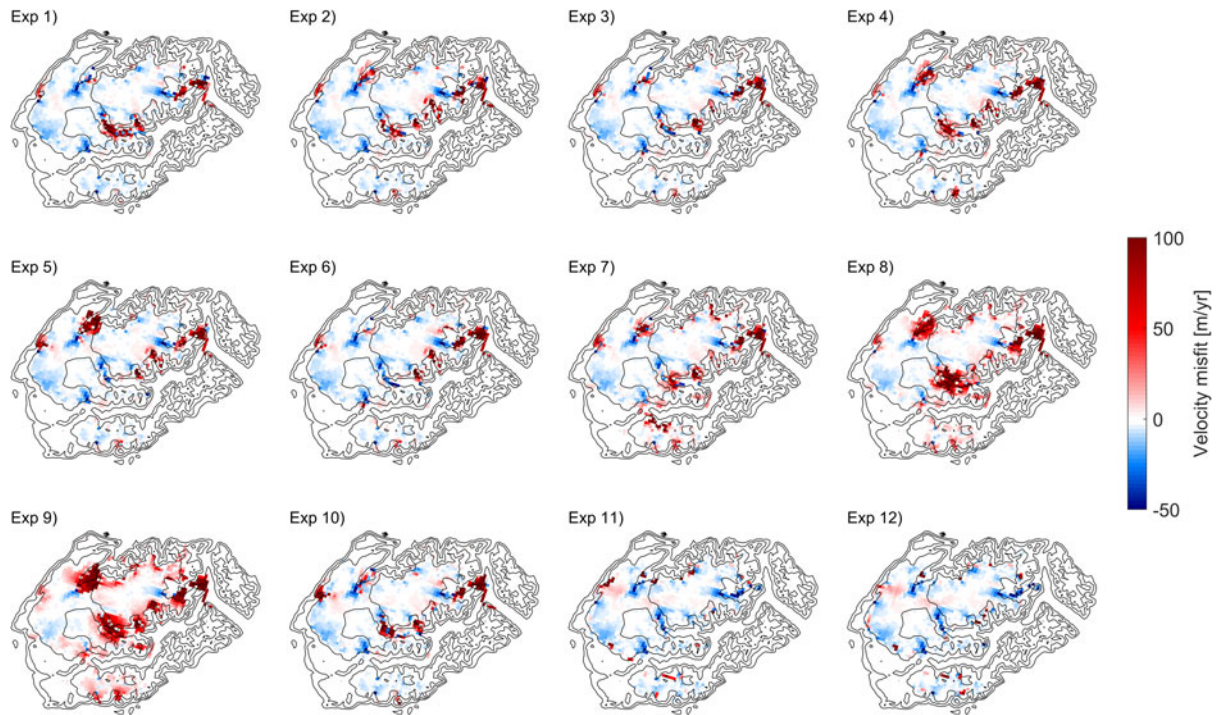 Exp 1)
Exp 2)
Exp 3)
Exp 4)
Exp 5)
Exp 6)
Exp 7)
Exp 8)
Exp 9)
Exp 10)
Exp 11)
Exp 12)
100
50
0
-50
Velocity misfit [m/yr]